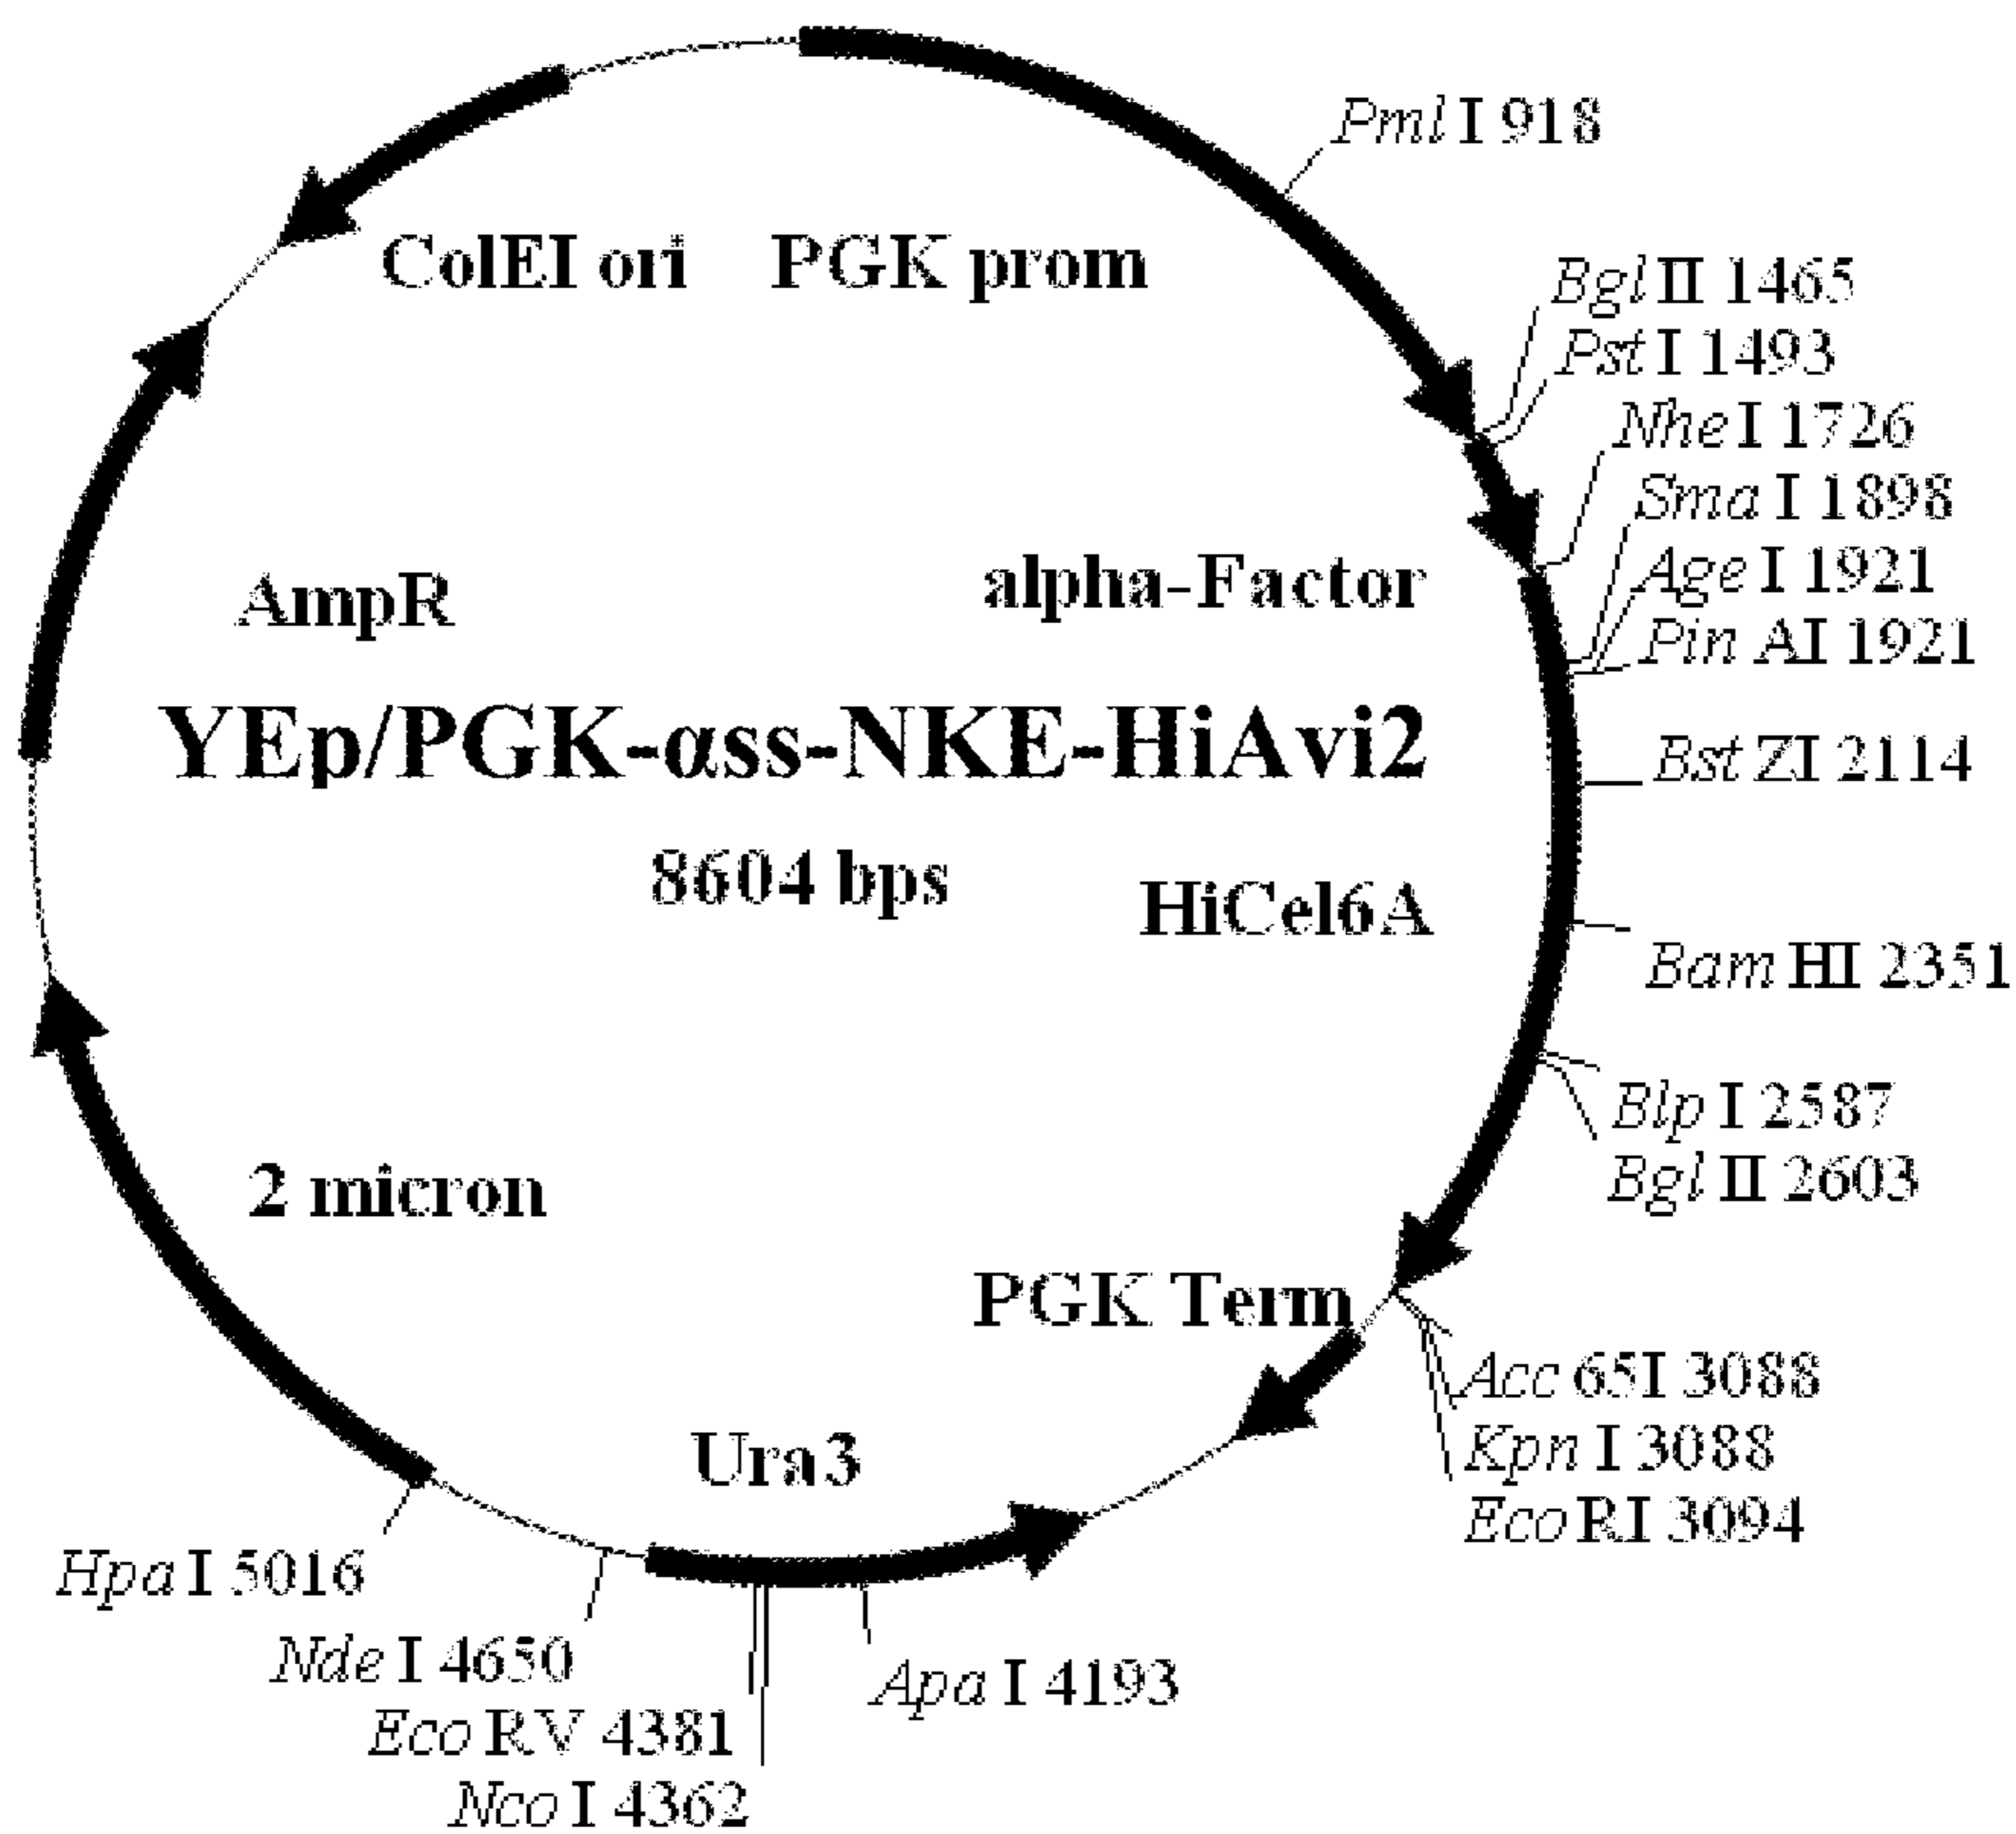 Pml I 918
ColEI ori PGK prom
Bgl II 1465
Pst I 1493
Nhe I 1726
Sma I 1898
Age I 1921
Pin AI 1921
AmpR
alpha-Factor
YEp/PGK-αss-NKE-HiAvi2
Bst ZI 2114
8604 bps
HiCel6A
Bam HI 2351
Blp I 2587
Bgl II 2603
2 micron
PGK Term
Acc 65I 3088
Kpn I 3088
Eco RI 3094
Ura3
Hpa I 5016
Nde I 4650
Apa I 4193
Eco RV 4381
Nco I 4362